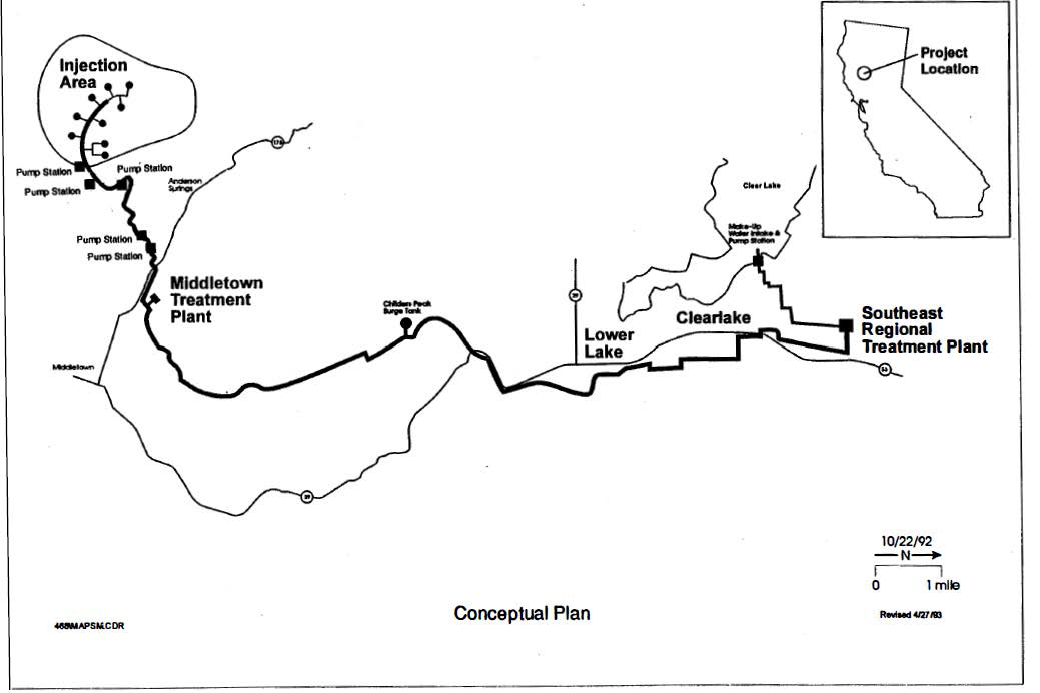 Injection
Area
Project
Location
175
Pump Station
Pump Station
Pump Station
Anderson
Springs
Clear Lake
Make-Up
Water Intake &
Pump Station
Pump Station
Pump Station
Middletown
Treatment
Plant
29
Childers Peak
Surge Tank
Clearlake
Southeast
Regional
Treatment Plant
Lower
Lake
Middletown
53
29
10/22/92
N
0 1 mile
Conceptual Plan
Revised 4/27/93
468\MAPSM.CDR